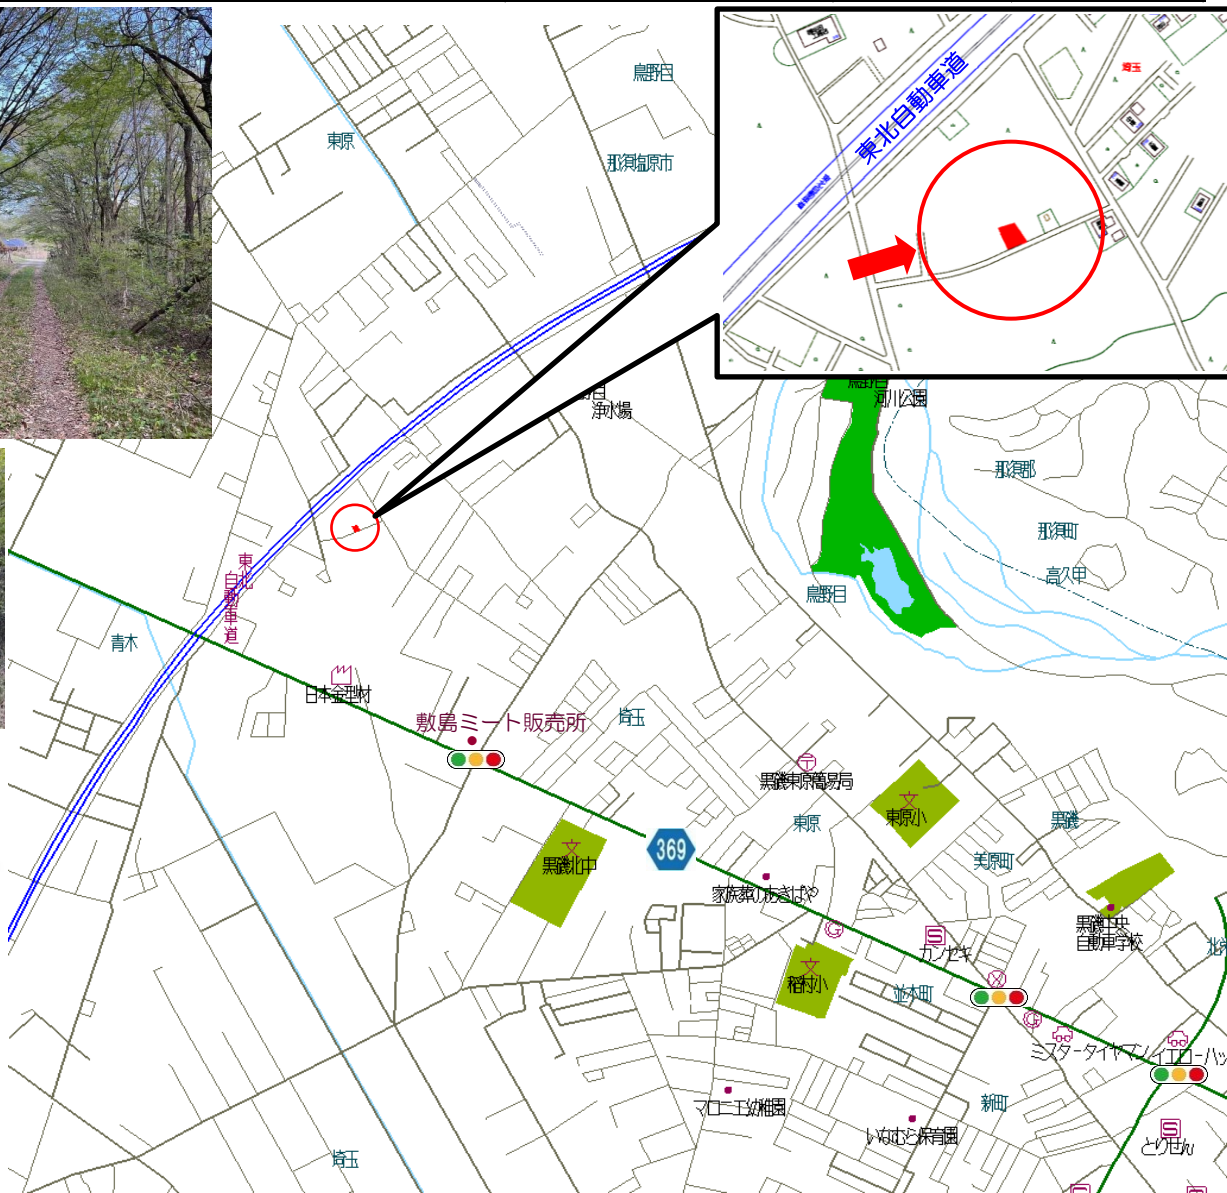 鳥野目
東原
那須塩原市
東北自動車道
埼玉
鳥野目
河川公園
浄水場
那須郡
那須町
高久甲
鳥野目
東北
自動車道
青木
日本金型材
敷島ミート販売所
埼玉
黒磯東原簡易局
東原小
東原
黒磯
369
美原町
黒磯北中
家族葬のあきばや
黒磯中央
自動車学校
カンセキ
稲村小
並木町
ミスタータイヤマン
イエローハッ
マロニエ幼稚園
新町
いなむら保育園
とりせん
埼玉